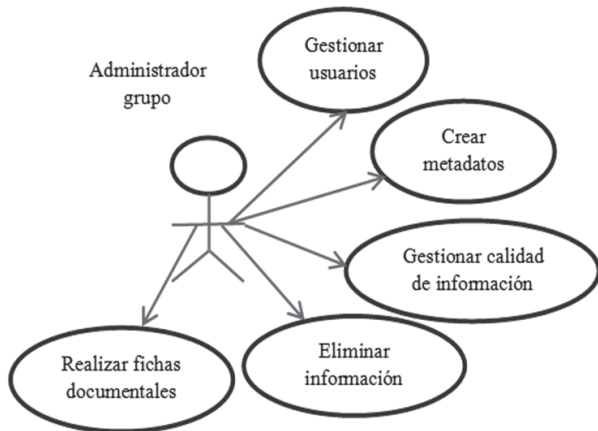 Administrador
grupo
Gestionar
usuarios
Crear
metadatos
Gestionar calidad
de información
Eliminar
información
Realizar fichas
documentales